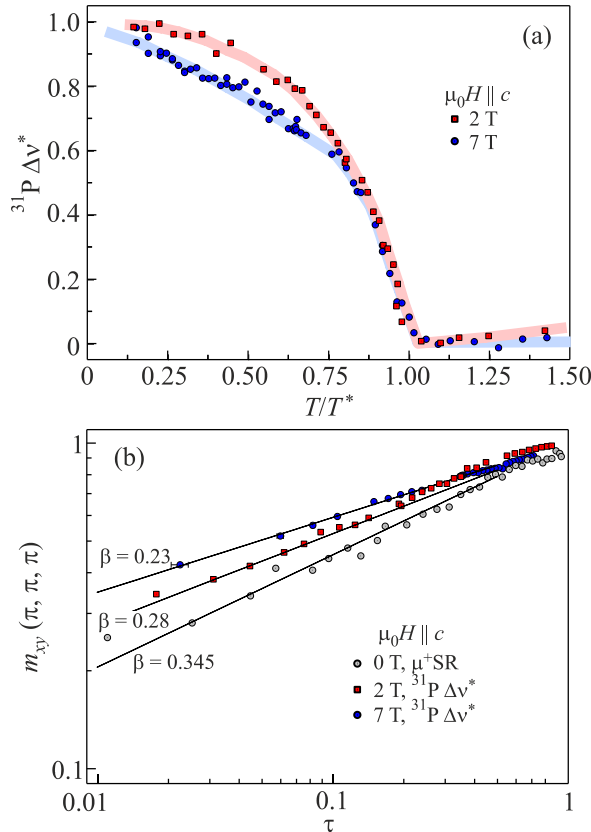 (a)
1.0
0.8
0.6
0.4
0.2
0
³¹P Δν*
μ₀H ∥ c
2 T
7 T
0 0.25 0.50 0.75 1.00 1.25 1.50
T/T*
(b)
1
0.1
m_xy (π, π, π)
β = 0.23
β = 0.28
β = 0.345
μ₀H ∥ c
0 T, μ⁺SR
2 T, ³¹P Δν*
7 T, ³¹P Δν*
0.01 0.1 1
τ